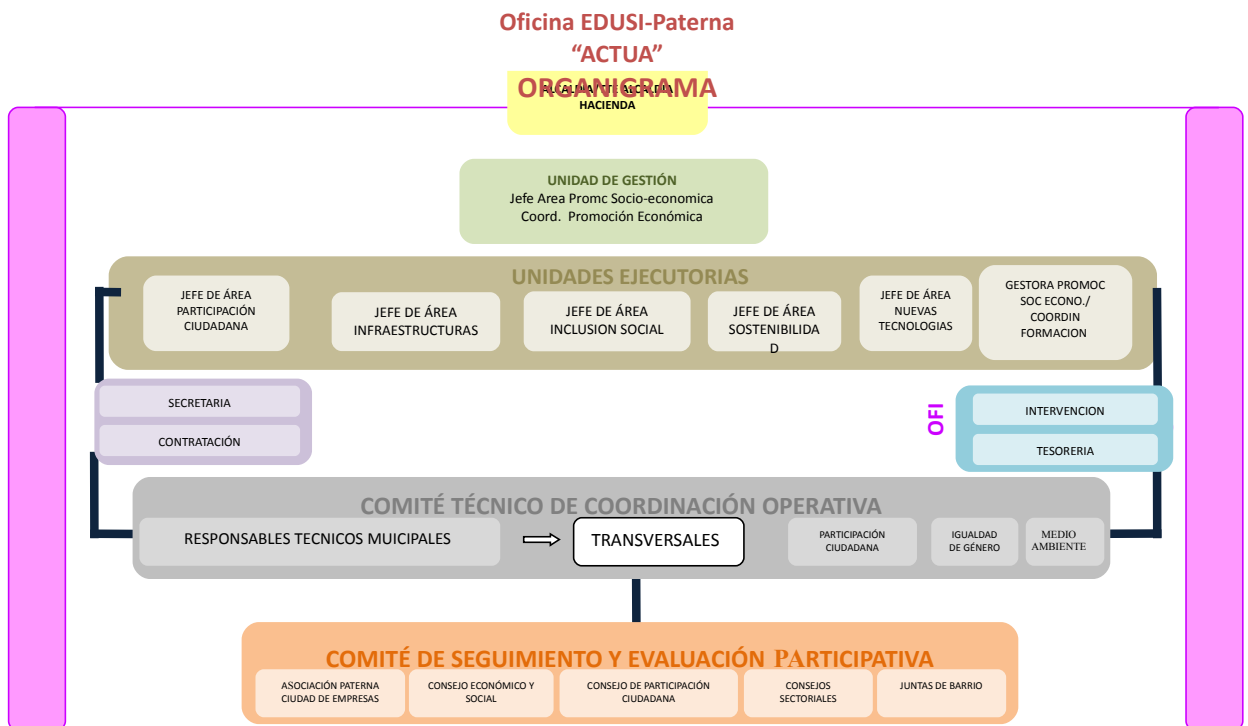 Oficina EDUSI-Paterna
“ACTUA”
ORGANIGRAMA
ALCALDIA/ TTE ALCALDIA
HACIENDA
UNIDAD DE GESTIÓN
Jefe Area Promc Socio-economica
Coord. Promoción Económica
UNIDADES EJECUTORIAS
JEFE DE ÁREA
PARTICIPACIÓN
CIUDADANA
JEFE DE ÁREA
INFRAESTRUCTURAS
JEFE DE ÁREA
INCLUSION SOCIAL
JEFE DE ÁREA
SOSTENIBILIDA
D
JEFE DE ÁREA
NUEVAS
TECNOLOGIAS
GESTORA PROMOC
SOC ECONO./
COORDIN
FORMACION
SECRETARIA
CONTRATACIÓN
OFI
INTERVENCION
TESORERIA
COMITÉ TÉCNICO DE COORDINACIÓN OPERATIVA
RESPONSABLES TECNICOS MUICIPALES
TRANSVERSALES
PARTICIPACIÓN
CIUDADANA
IGUALDAD
DE GÉNERO
MEDIO
AMBIENTE
COMITÉ DE SEGUIMIENTO Y EVALUACIÓN PARTICIPATIVA
ASOCIACIÓN PATERNA
CIUDAD DE EMPRESAS
CONSEJO ECONÓMICO Y
SOCIAL
CONSEJO DE PARTICIPACIÓN
CIUDADANA
CONSEJOS
SECTORIALES
JUNTAS DE BARRIO